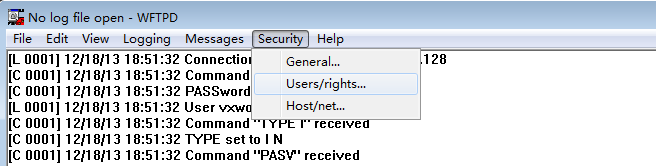 No log file open - WFTPD
File Edit View Logging Messages Security Help
General...
Users/rights...
Host/net...
[L 0001] 12/18/13 18:51:32 Connection .128
[C 0001] 12/18/13 18:51:32 Command
[C 0001] 12/18/13 18:51:32 PASSword
[L 0001] 12/18/13 18:51:32 User vxwo
[C 0001] 12/18/13 18:51:32 Command "TYPE I" received
[C 0001] 12/18/13 18:51:32 TYPE set to I N
[C 0001] 12/18/13 18:51:32 Command "PASV" received